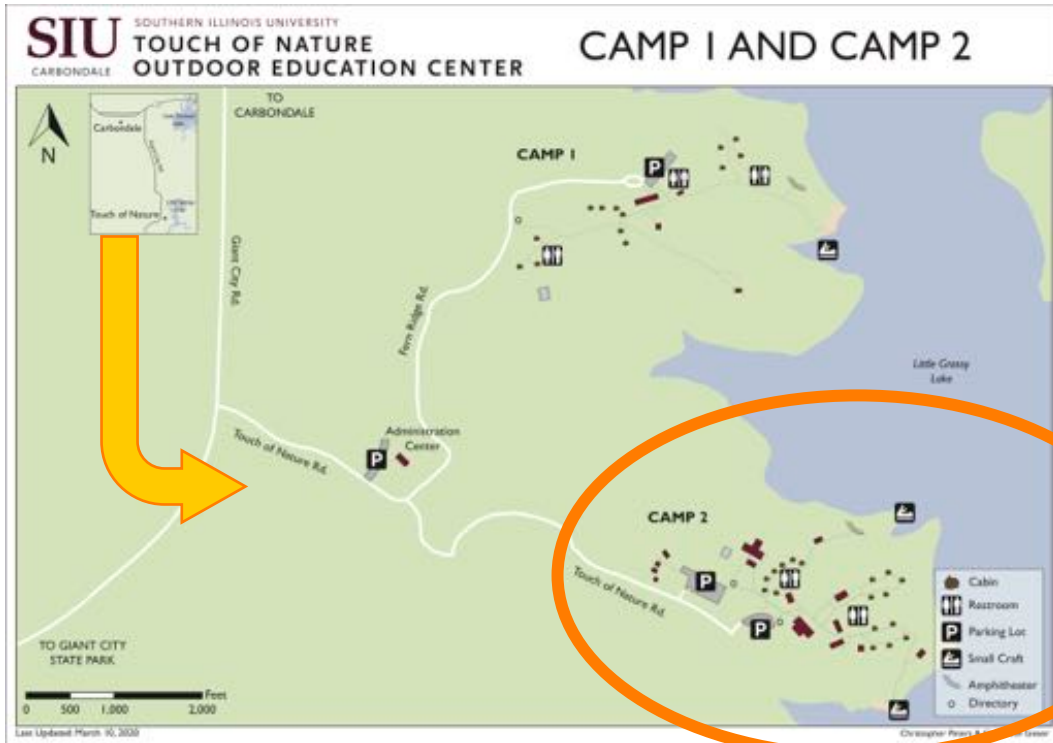 SIU
CARBONDALE
SOUTHERN ILLINOIS UNIVERSITY
TOUCH OF NATURE
OUTDOOR EDUCATION CENTER
CAMP 1 AND CAMP 2
N
Carbondale
Touch of Nature
TO
CARBONDALE
Giant City Rd.
CAMP 1
P
Fern Ridge Rd.
Little Grassy
Lake
Administration
Center
P
Touch of Nature Rd.
CAMP 2
P
P
Touch of Nature Rd.
TO GIANT CITY
STATE PARK
Feet
0 500 1,000 2,000
Cabin
Restroom
P Parking Lot
Small Craft
Amphitheater
Directory
Last Updated: March 10, 2020
Christopher